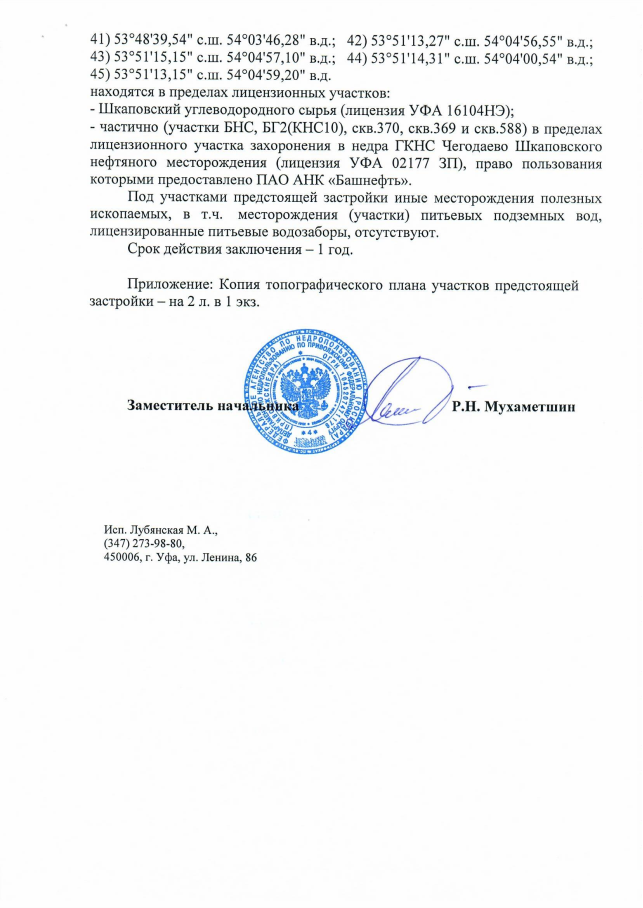 41) 53°48'39,54" с.ш. 54°03'46,28" в.д.; 42) 53°51'13,27" с.ш. 54°04'56,55" в.д.;
43) 53°51'15,15" с.ш. 54°04'57,10" в.д.; 44) 53°51'14,31" с.ш. 54°04'00,54" в.д.;
45) 53°51'13,15" с.ш. 54°04'59,20" в.д.
находятся в пределах лицензионных участков:
- Шкаповский углеводородного сырья (лицензия УФА 16104НЭ);
- частично (участки БНС, БГ2(КНС10), скв.370, скв.369 и скв.588) в пределах
лицензионного участка захоронения в недра ГКНС Чегодаево Шкаповского
нефтяного месторождения (лицензия УФА 02177 ЗП), право пользования
которыми предоставлено ПАО АНК «Башнефть».
Под участками предстоящей застройки иные месторождения полезных
ископаемых, в т.ч. месторождения (участки) питьевых подземных вод,
лицензированные питьевые водозаборы, отсутствуют.
Срок действия заключения – 1 год.
Приложение: Копия топографического плана участков предстоящей
застройки – на 2 л. в 1 экз.
Заместитель начальника Р.Н. Мухаметшин
Исп. Лубянская М. А.,
(347) 273-98-80,
450006, г. Уфа, ул. Ленина, 86